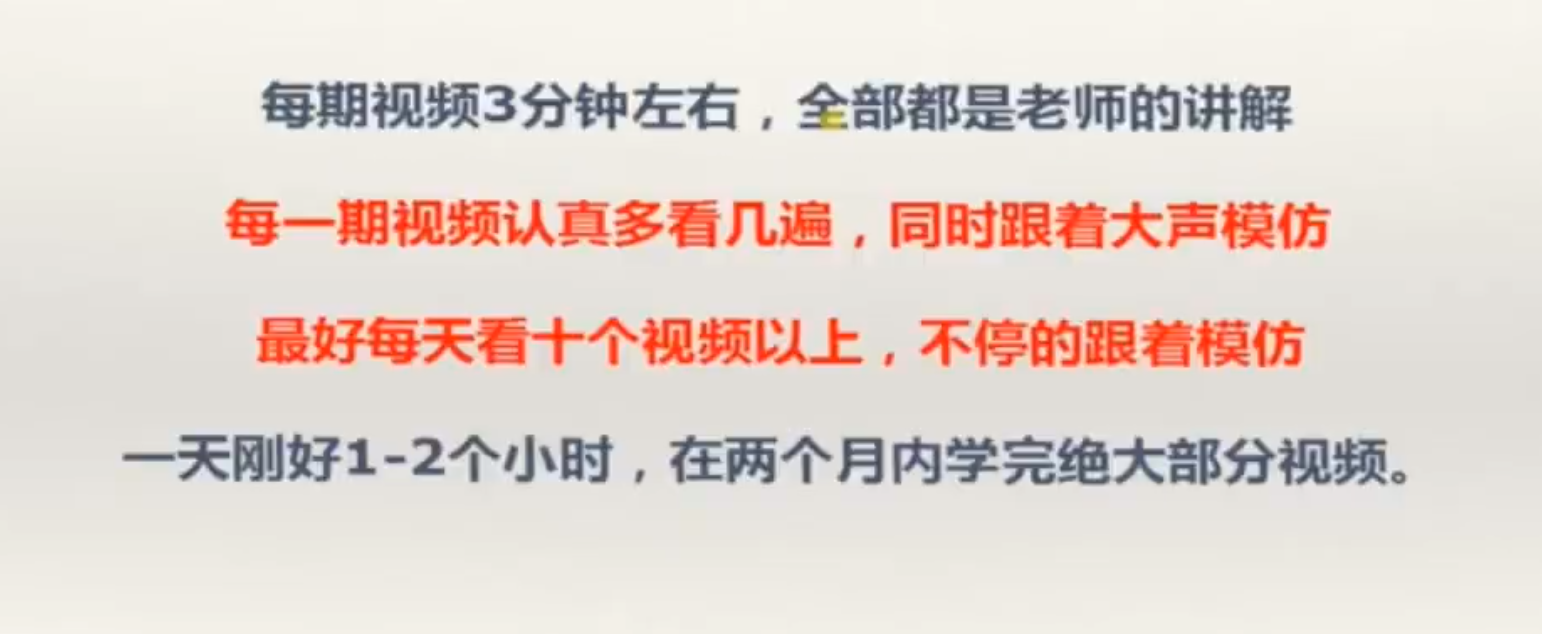 每期视频3分钟左右，全部都是老师的讲解
每一期视频认真多看几遍，同时跟着大声模仿
最好每天看十个视频以上，不停的跟着模仿
一天刚好1-2个小时，在两个月内学完绝大部分视频。